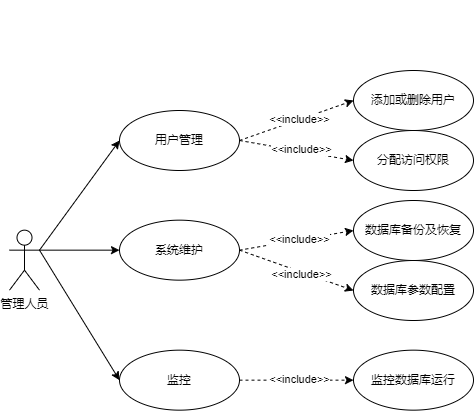 添加或删除用户
<<include>>
用户管理
<<include>>
分配访问权限
数据库备份及恢复
<<include>>
系统维护
<<include>>
数据库参数配置
管理人员
监控
<<include>>
监控数据库运行